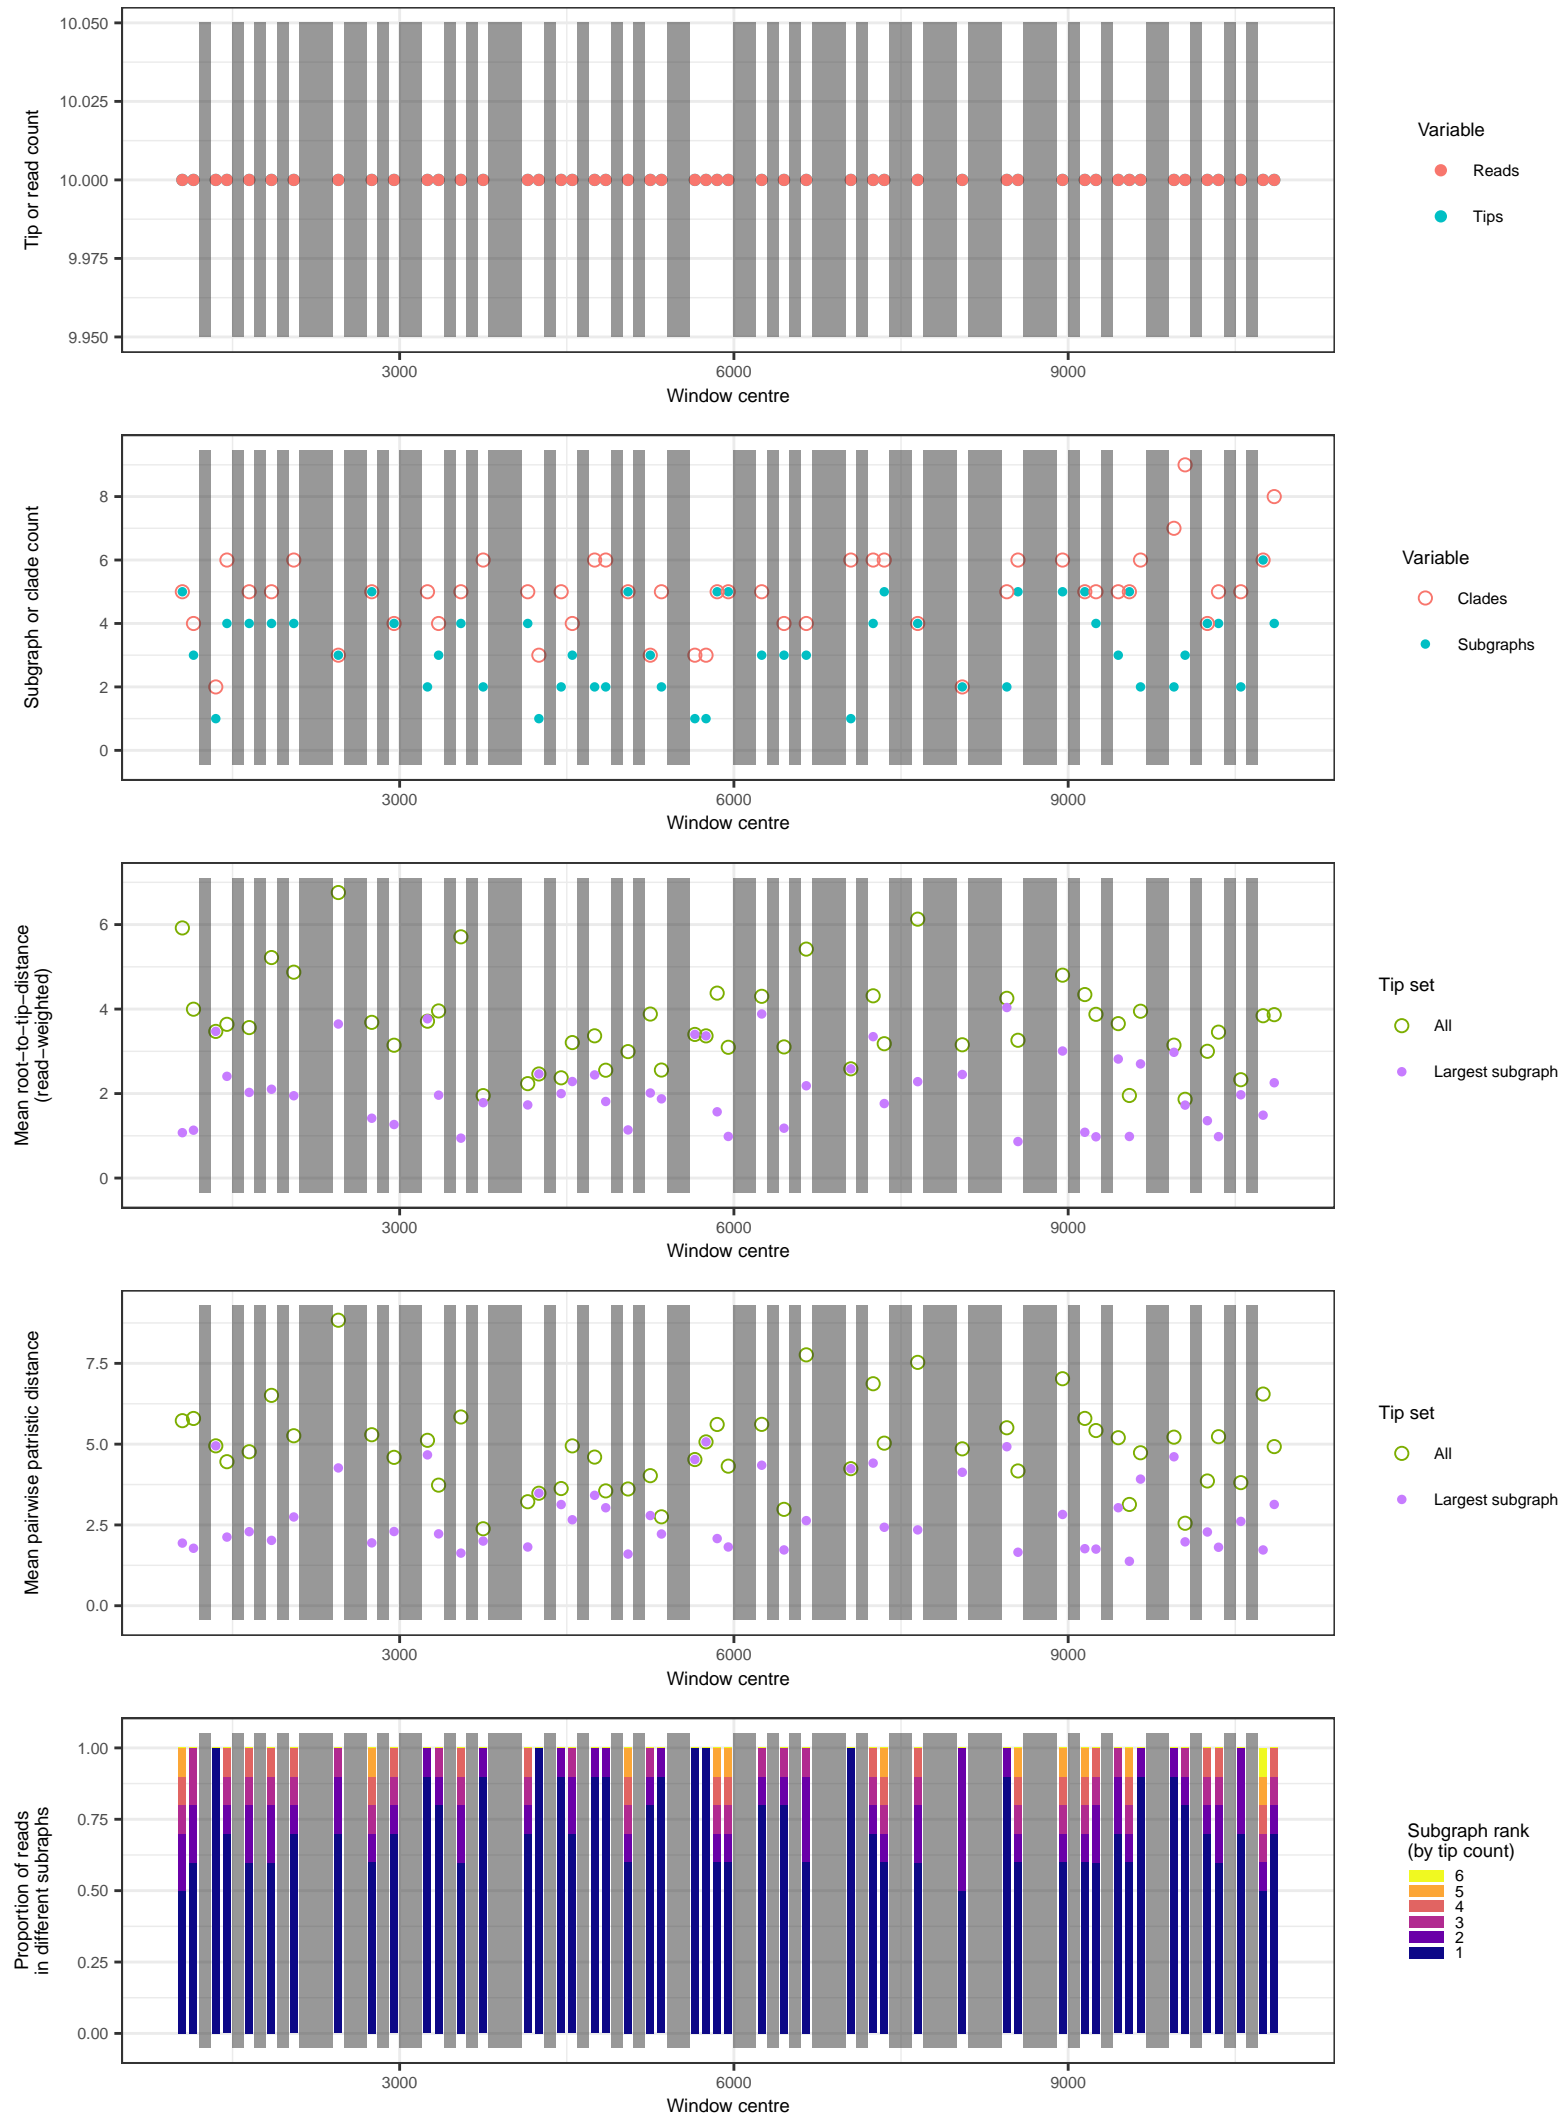 10.050
10.025
10.000
9.975
9.950
Tip or read count
3000
6000
9000
Window centre
Variable
Reads
Tips
8
6
4
2
0
Subgraph or clade count
3000
6000
9000
Window centre
Variable
Clades
Subgraphs
6
4
2
0
Mean root−to−tip−distance
(read−weighted)
3000
6000
9000
Window centre
Tip set
All
Largest subgraph
7.5
5.0
2.5
0.0
Mean pairwise patristic distance
3000
6000
9000
Window centre
Tip set
All
Largest subgraph
1.00
0.75
0.50
0.25
0.00
Proportion of reads
in different subraphs
3000
6000
9000
Window centre
Subgraph rank
(by tip count)
6
5
4
3
2
1